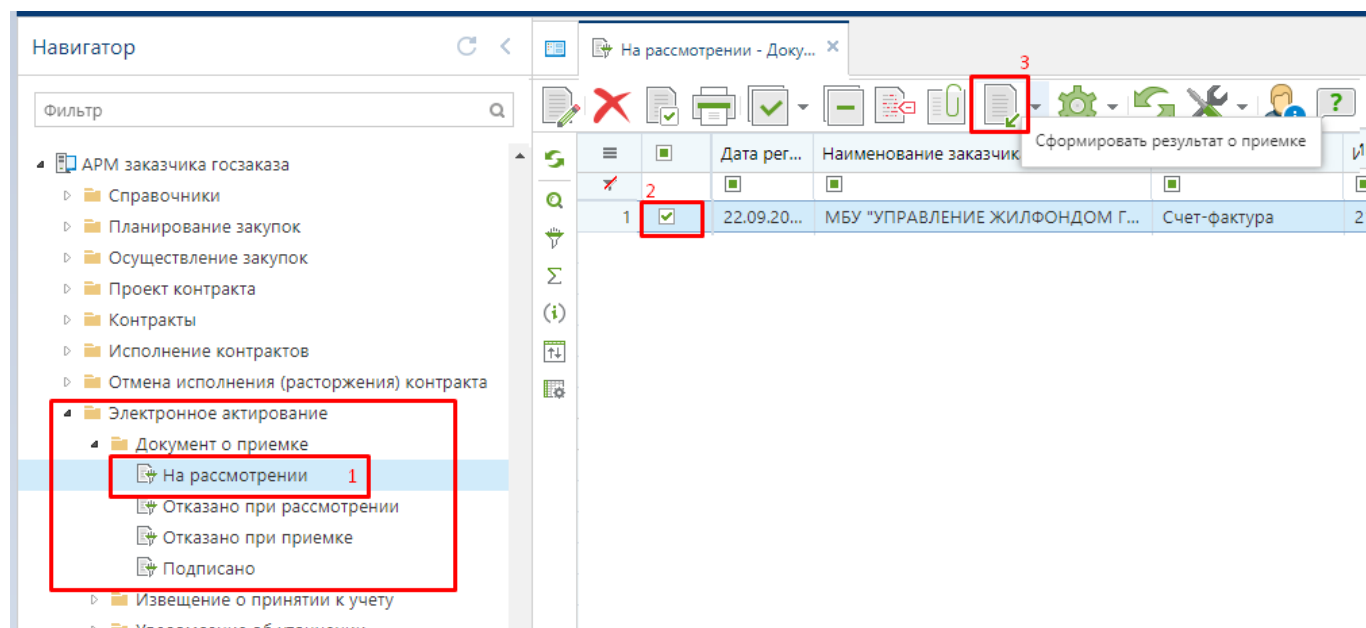 Навигатор
На рассмотрении - Доку...
3
Фильтр
Сформировать результат о приемке
Дата рег...
Наименование заказчик
2
1
22.09.20...
МБУ "УПРАВЛЕНИЕ ЖИЛФОНДОМ Г...
Счет-фактура
2
АРМ заказчика госзаказа
Справочники
Планирование закупок
Осуществление закупок
Проект контракта
Контракты
Исполнение контрактов
Отмена исполнения (расторжения) контракта
Электронное актирование
Документ о приемке
На рассмотрении 1
Отказано при рассмотрении
Отказано при приемке
Подписано
Извещение о принятии к учету